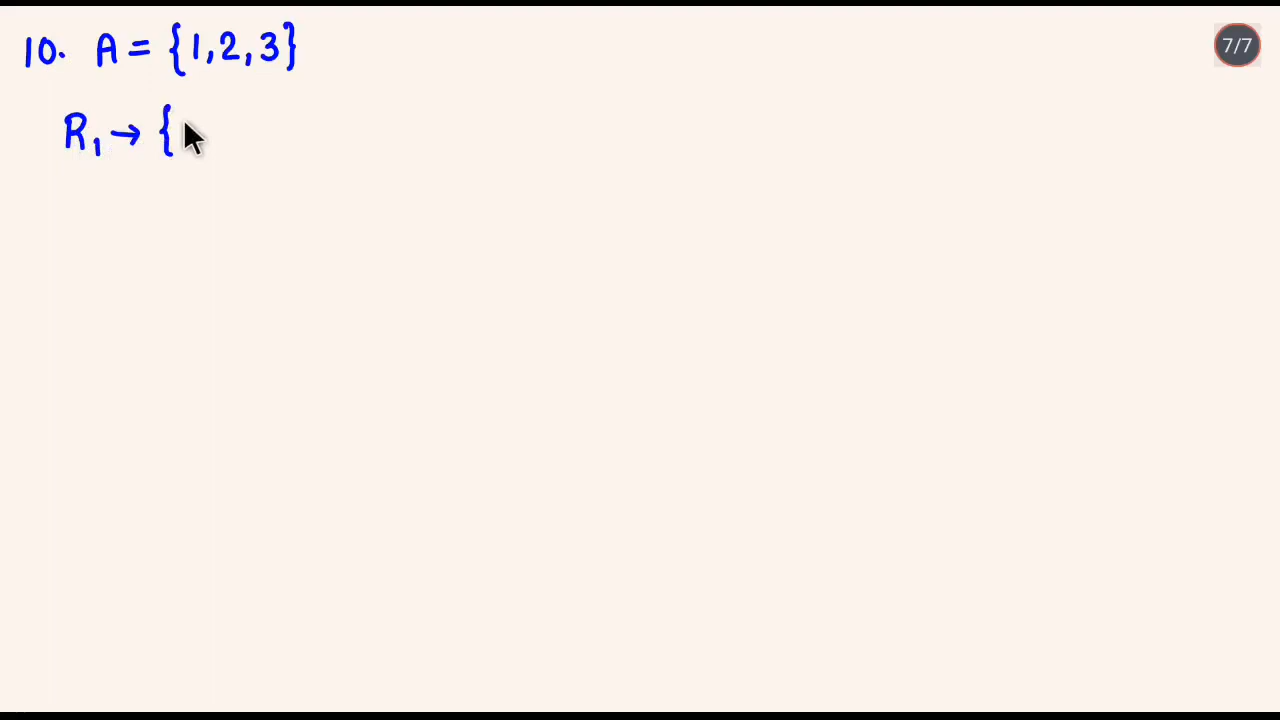 10. A = {1,2,3}
7/7
R₁ → {